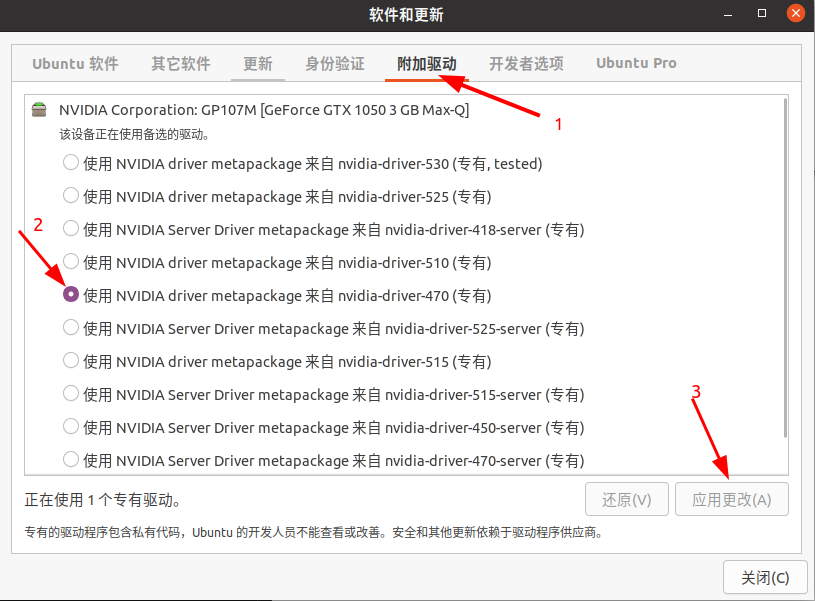 软件和更新
Ubuntu 软件 其它软件 更新 身份验证 附加驱动 开发者选项 Ubuntu Pro
NVIDIA Corporation: GP107M [GeForce GTX 1050 3 GB Max-Q]
1
该设备正在使用备选的驱动。
使用 NVIDIA driver metapackage 来自 nvidia-driver-530 (专有, tested)
使用 NVIDIA driver metapackage 来自 nvidia-driver-525 (专有)
2
使用 NVIDIA Server Driver metapackage 来自 nvidia-driver-418-server (专有)
使用 NVIDIA driver metapackage 来自 nvidia-driver-510 (专有)
使用 NVIDIA driver metapackage 来自 nvidia-driver-470 (专有)
使用 NVIDIA Server Driver metapackage 来自 nvidia-driver-525-server (专有)
使用 NVIDIA driver metapackage 来自 nvidia-driver-515 (专有)
使用 NVIDIA Server Driver metapackage 来自 nvidia-driver-515-server (专有)
3
使用 NVIDIA Server Driver metapackage 来自 nvidia-driver-450-server (专有)
使用 NVIDIA Server Driver metapackage 来自 nvidia-driver-470-server (专有)
正在使用 1 个专有驱动。 还原(V) 应用更改(A)
专有的驱动程序包含私有代码，Ubuntu 的开发人员不能查看或改善。安全和其他更新依赖于驱动程序供应商。
关闭(C)